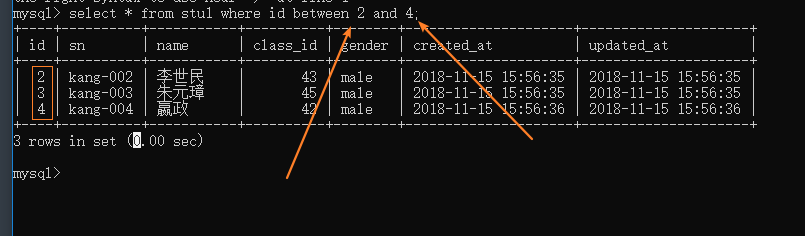 mysql> select * from stu1 where id between 2 and 4;
id sn name class_id gender created_at updated_at
2 kang-002 李世民 43 male 2018-11-15 15:56:35 2018-11-15 15:56:35
3 kang-003 朱元璋 45 male 2018-11-15 15:56:35 2018-11-15 15:56:35
4 kang-004 嬴政 42 male 2018-11-15 15:56:36 2018-11-15 15:56:36
3 rows in set (0.00 sec)
mysql>